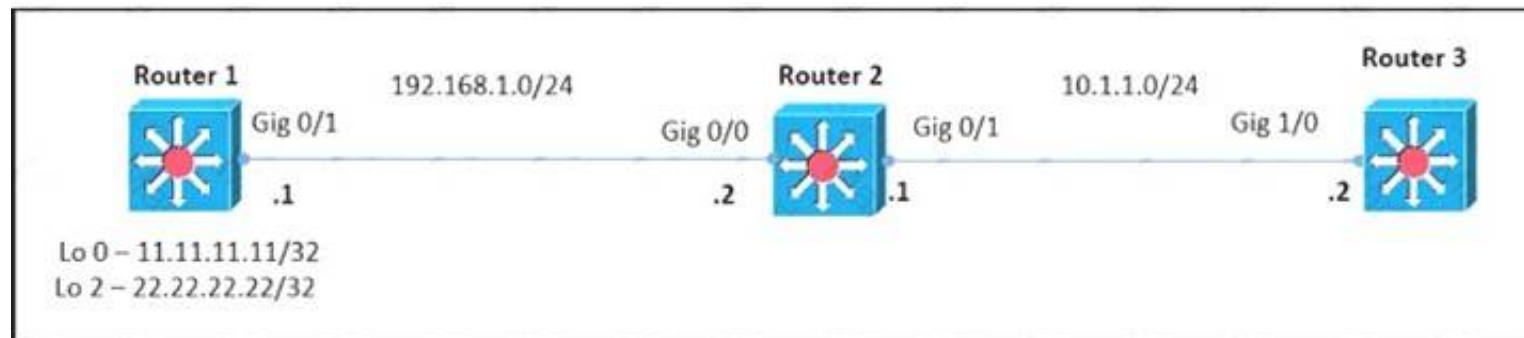 Router 1
192.168.1.0/24
Router 2
10.1.1.0/24
Router 3
Gig 0/1
Gig 0/0
Gig 0/1
Gig 1/0
.1
.2
.1
.2
Lo 0 – 11.11.11.11/32
Lo 2 – 22.22.22.22/32